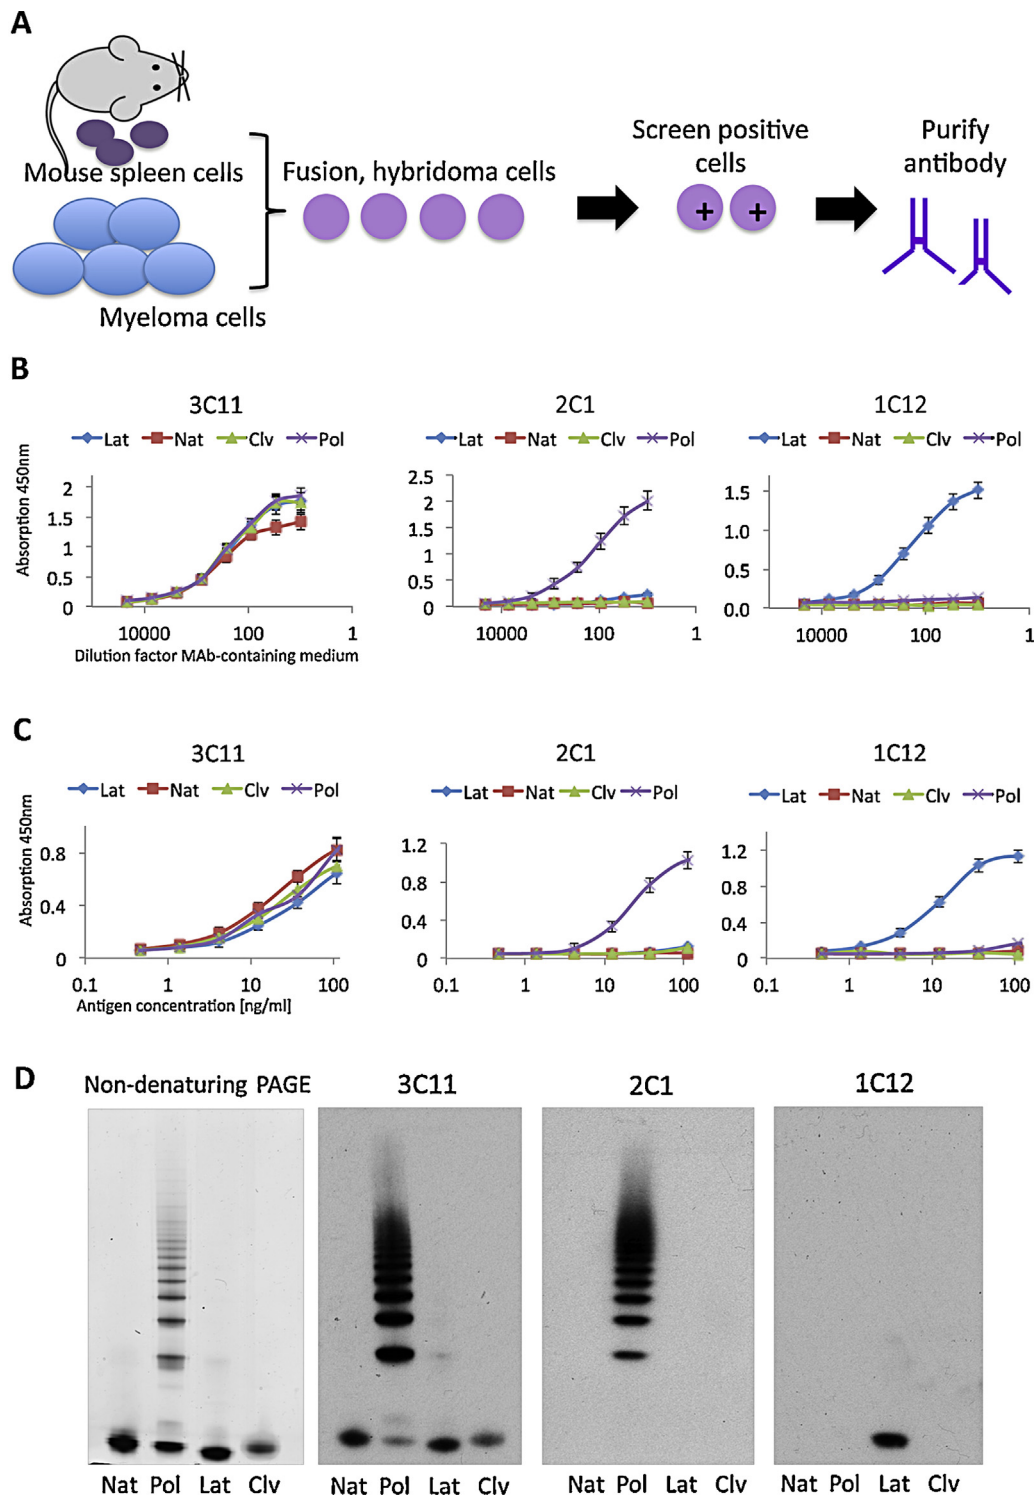 A
Mouse spleen cells
Myeloma cells
Fusion, hybridoma cells
Screen positive
cells
+ +
Purify
antibody
B
3C11
Lat Nat Clv Pol
Absorption 450nm
2
1.5
1
0.5
0
10000 100 1
Dilution factor MAb-containing medium
2C1
Lat Nat Clv Pol
2.5
2
1.5
1
0.5
0
10000 100 1
1C12
Lat Nat Clv Pol
1.5
1.0
0.5
0.0
10000 100 1
C
3C11
Lat Nat Clv Pol
Absorption 450nm
0.8
0.4
0
0.1 1 10 100
Antigen concentration [ng/ml]
2C1
Lat Nat Clv Pol
1.2
0.8
0.4
0
0.1 1 10 100
1C12
Lat Nat Clv Pol
1.2
0.8
0.4
0
0.1 1 10 100
D
Non-denaturing PAGE
Nat Pol Lat Clv
3C11
Nat Pol Lat Clv
2C1
Nat Pol Lat Clv
1C12
Nat Pol Lat Clv